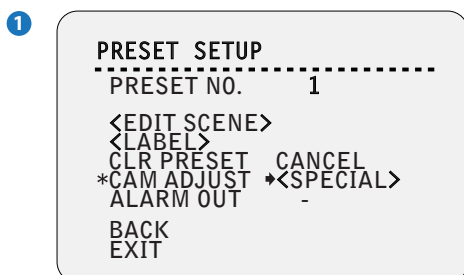 1
PRESET SETUP
PRESET NO. 1
<EDIT SCENE>
<LABEL>
CLR PRESET CANCEL
*CAM ADJUST ➧<SPECIAL>
ALARM OUT -
BACK
EXIT